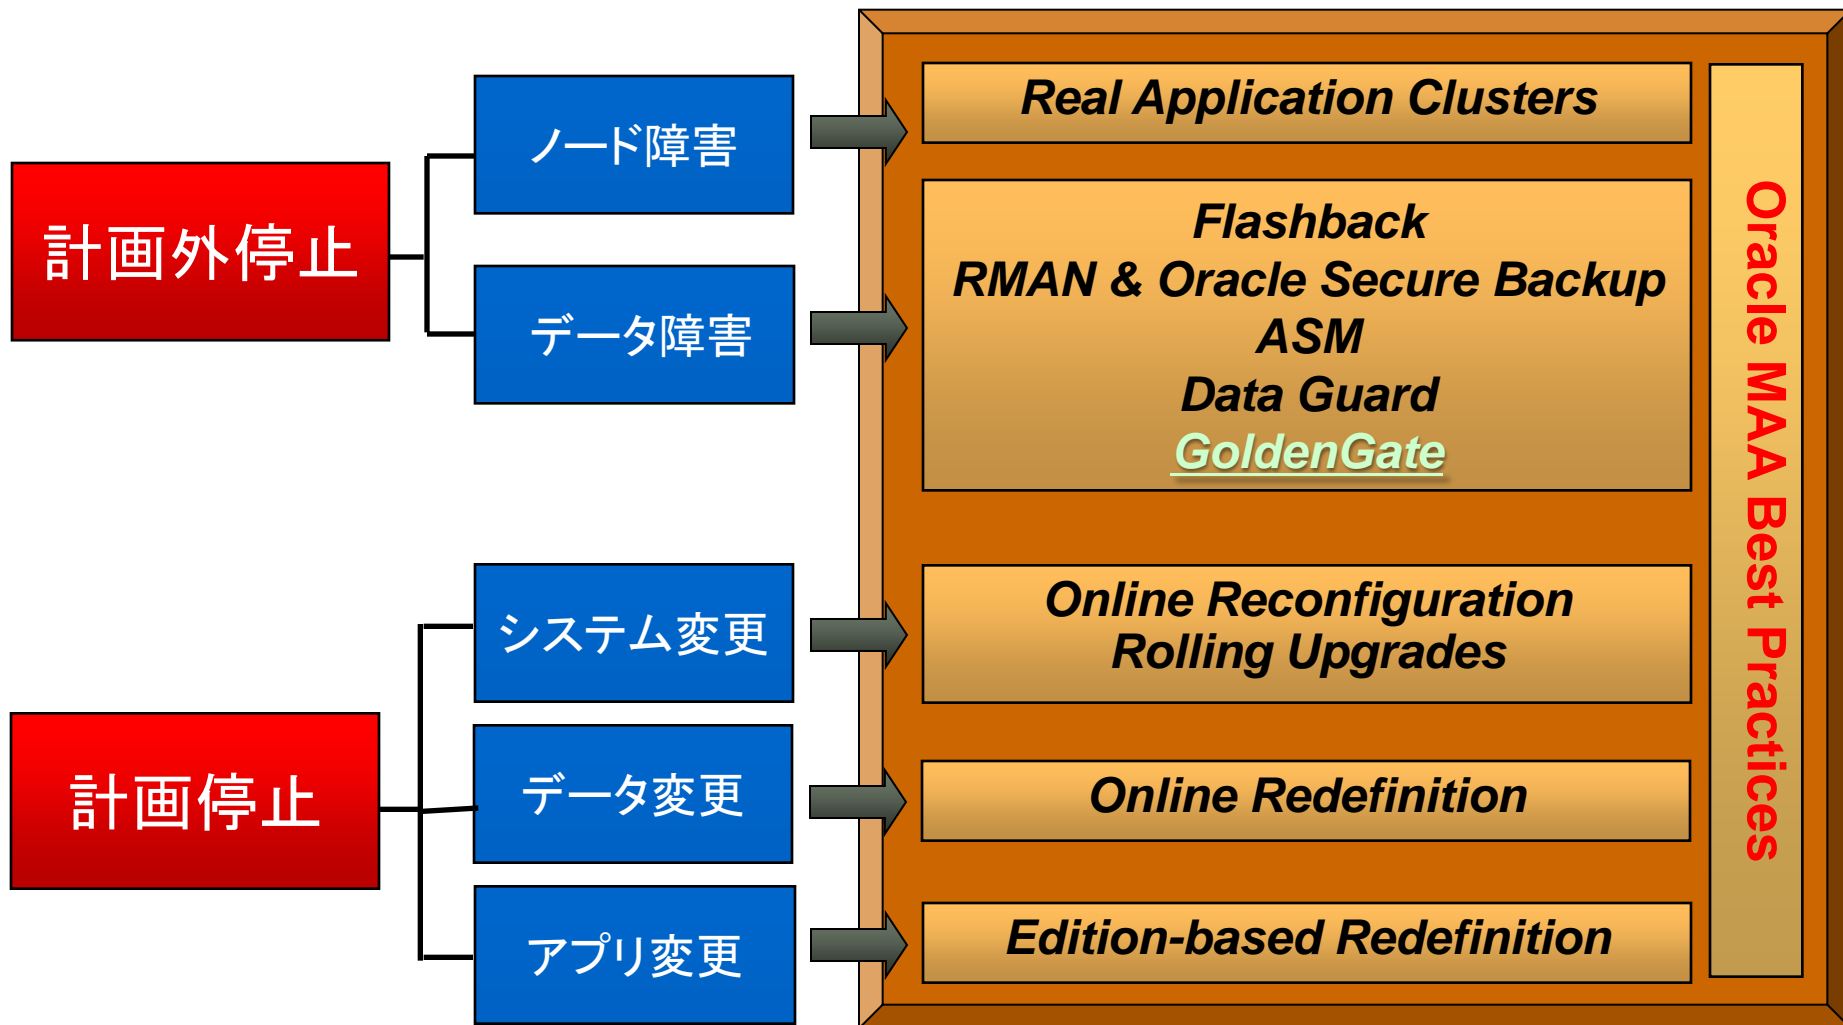 計画外停止
ノード障害
データ障害
計画停止
システム変更
データ変更
アプリ変更
Real Application Clusters
Flashback
RMAN & Oracle Secure Backup
ASM
Data Guard
GoldenGate
Online Reconfiguration
Rolling Upgrades
Online Redefinition
Edition-based Redefinition
Oracle MAA Best Practices